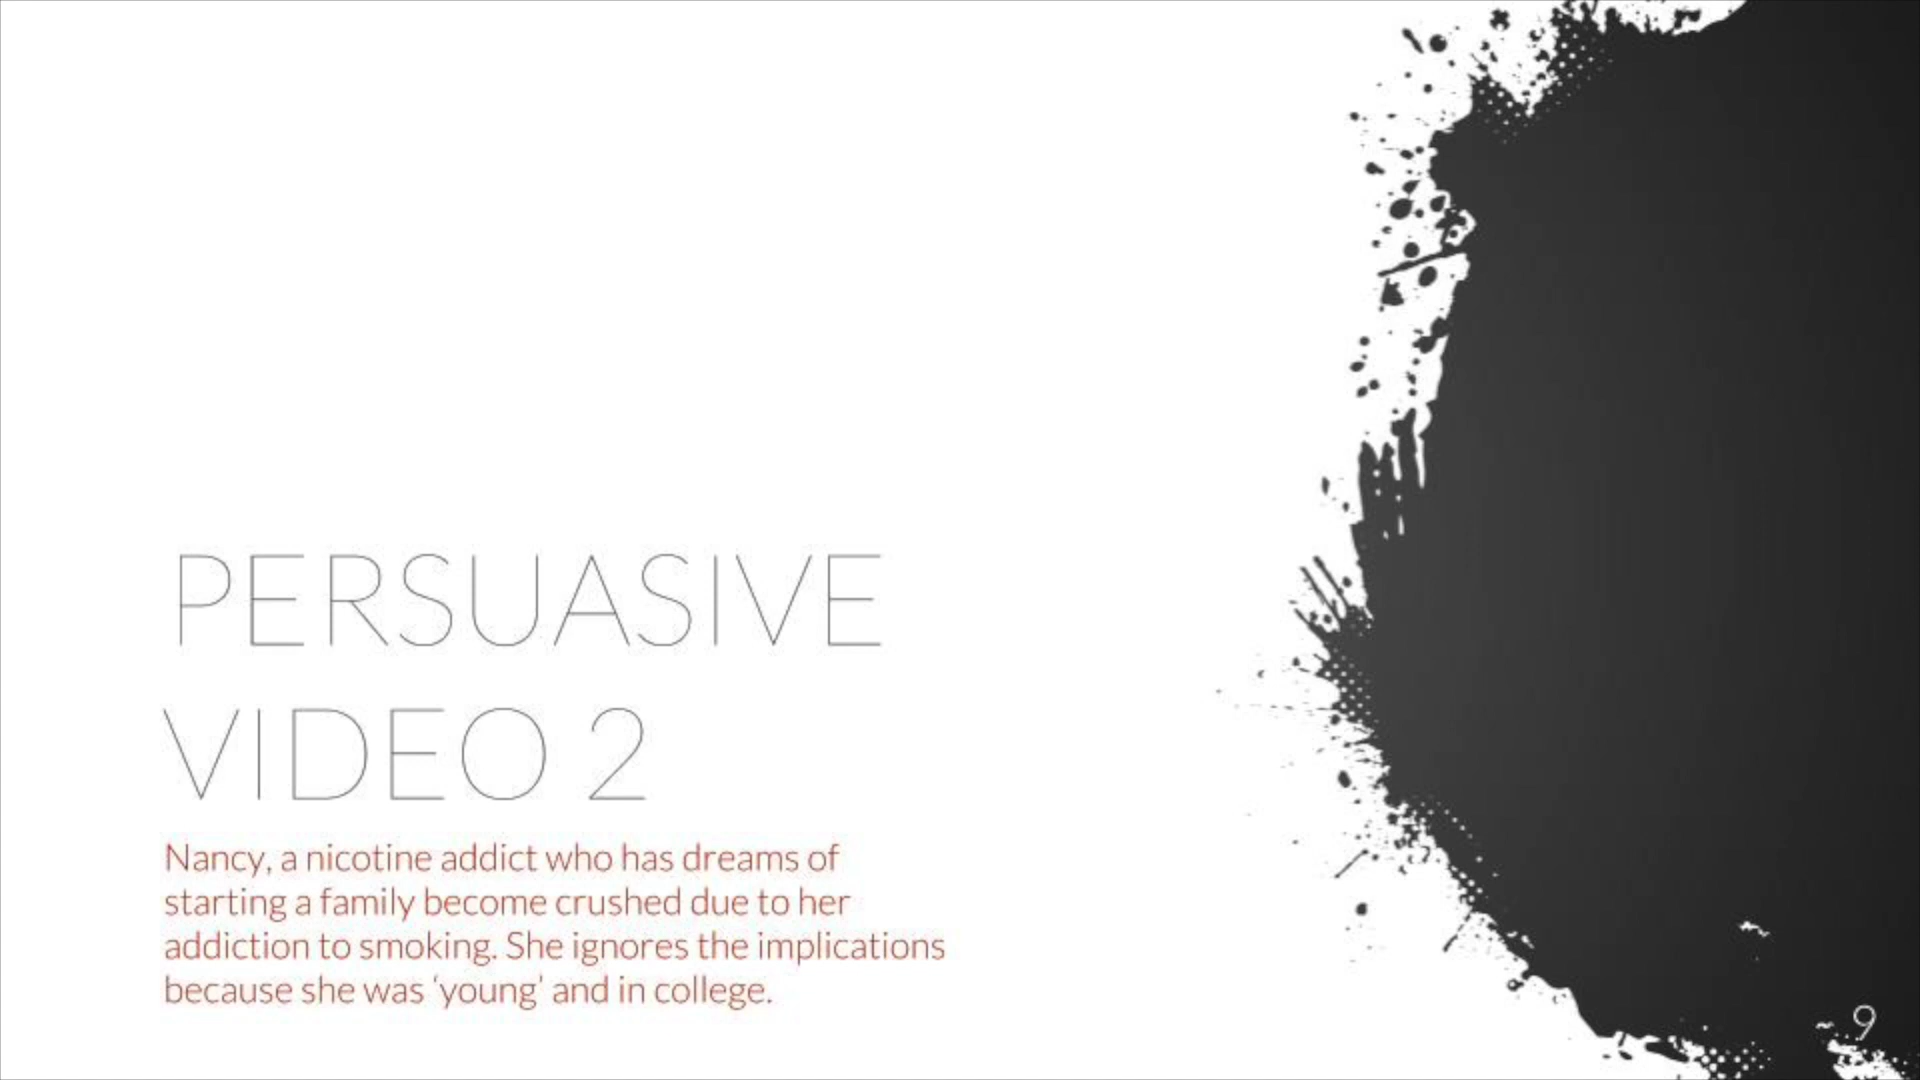 PERSUASIVE
VIDEO 2
Nancy, a nicotine addict who has dreams of
starting a family become crushed due to her
addiction to smoking. She ignores the implications
because she was ‘young’ and in college.
9